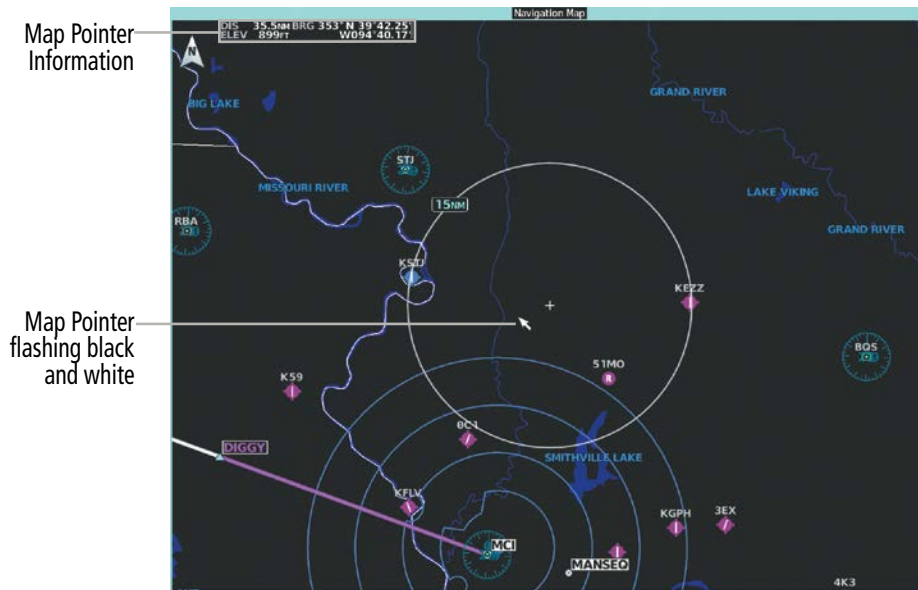 Navigation Map
Map Pointer
Information
DIS 35.5NM BRG 353° N 39°42.25'
ELEV 899FT W094°40.17'
N
GRAND RIVER
BIG LAKE
STJ
MISSOURI RIVER
LAKE VIKING
15NM
RBA
GRAND RIVER
KSTJ
KEZZ
Map Pointer
flashing black
and white
BQS
51MO
R
K59
0C1
DIGGY
SMITHVILLE LAKE
KFLV
KGPH
3EX
MCI
MANSEQ
4K3